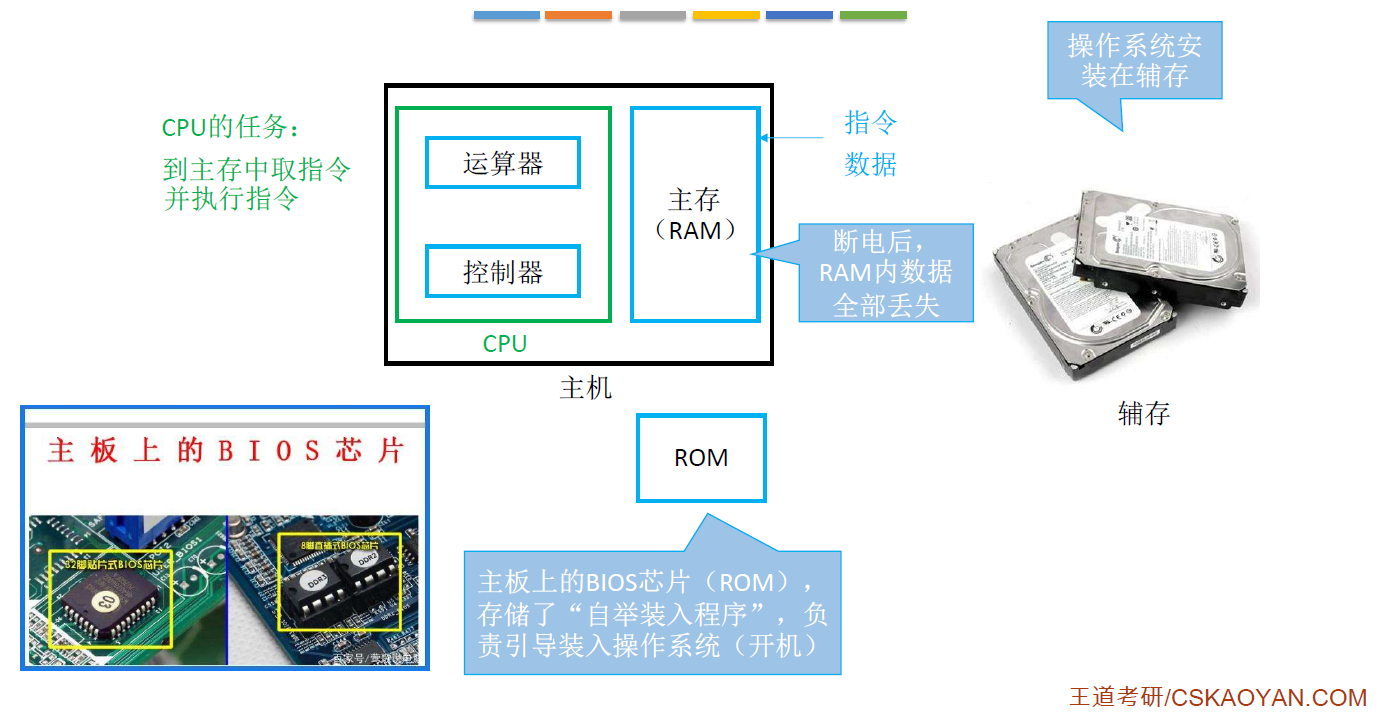 操作系统安
装在辅存
CPU的任务：
到主存中取指令
并执行指令
运算器
控制器
CPU
主存
（RAM）
指令
数据
断电后，
RAM内数据
全部丢失
主机
辅存
ROM
主板上的BIOS芯片
32脚贴片式BIOS芯片
8脚直插式BIOS芯片
03
DDR3
DDR2
主板上的BIOS芯片（ROM），
存储了“自举装入程序”，负
责引导装入操作系统（开机）
王道考研/CSKAOYAN.COM